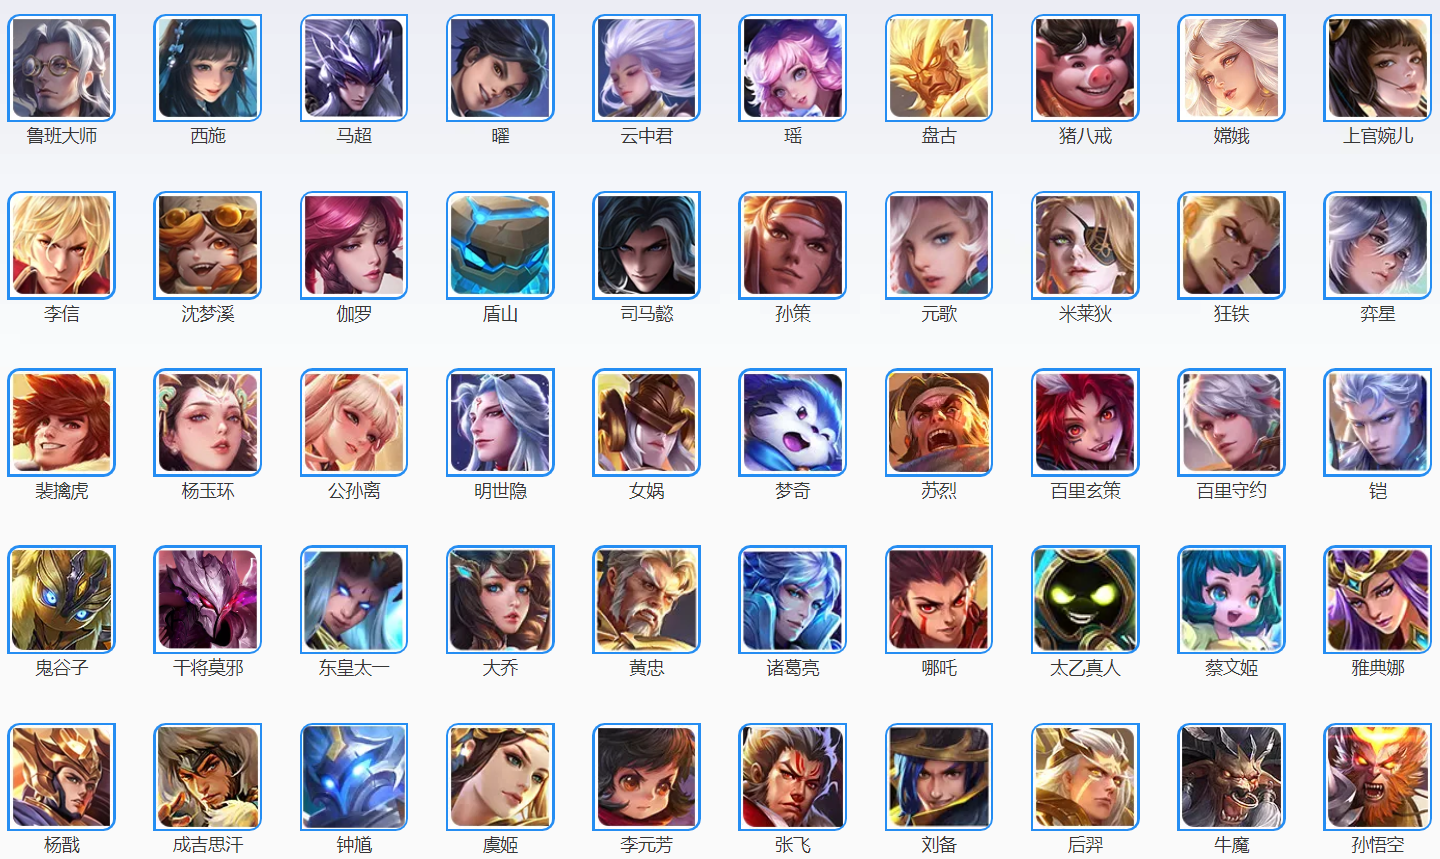 鲁班大师 西施 马超 曜 云中君 瑶 盘古 猪八戒 嫦娥 上官婉儿
李信 沈梦溪 伽罗 盾山 司马懿 孙策 元歌 米莱狄 狂铁 弈星
裴擒虎 杨玉环 公孙离 明世隐 女娲 梦奇 苏烈 百里玄策 百里守约 铠
鬼谷子 干将莫邪 东皇太一 大乔 黄忠 诸葛亮 哪吒 太乙真人 蔡文姬 雅典娜
杨戬 成吉思汗 钟馗 虞姬 李元芳 张飞 刘备 后羿 牛魔 孙悟空